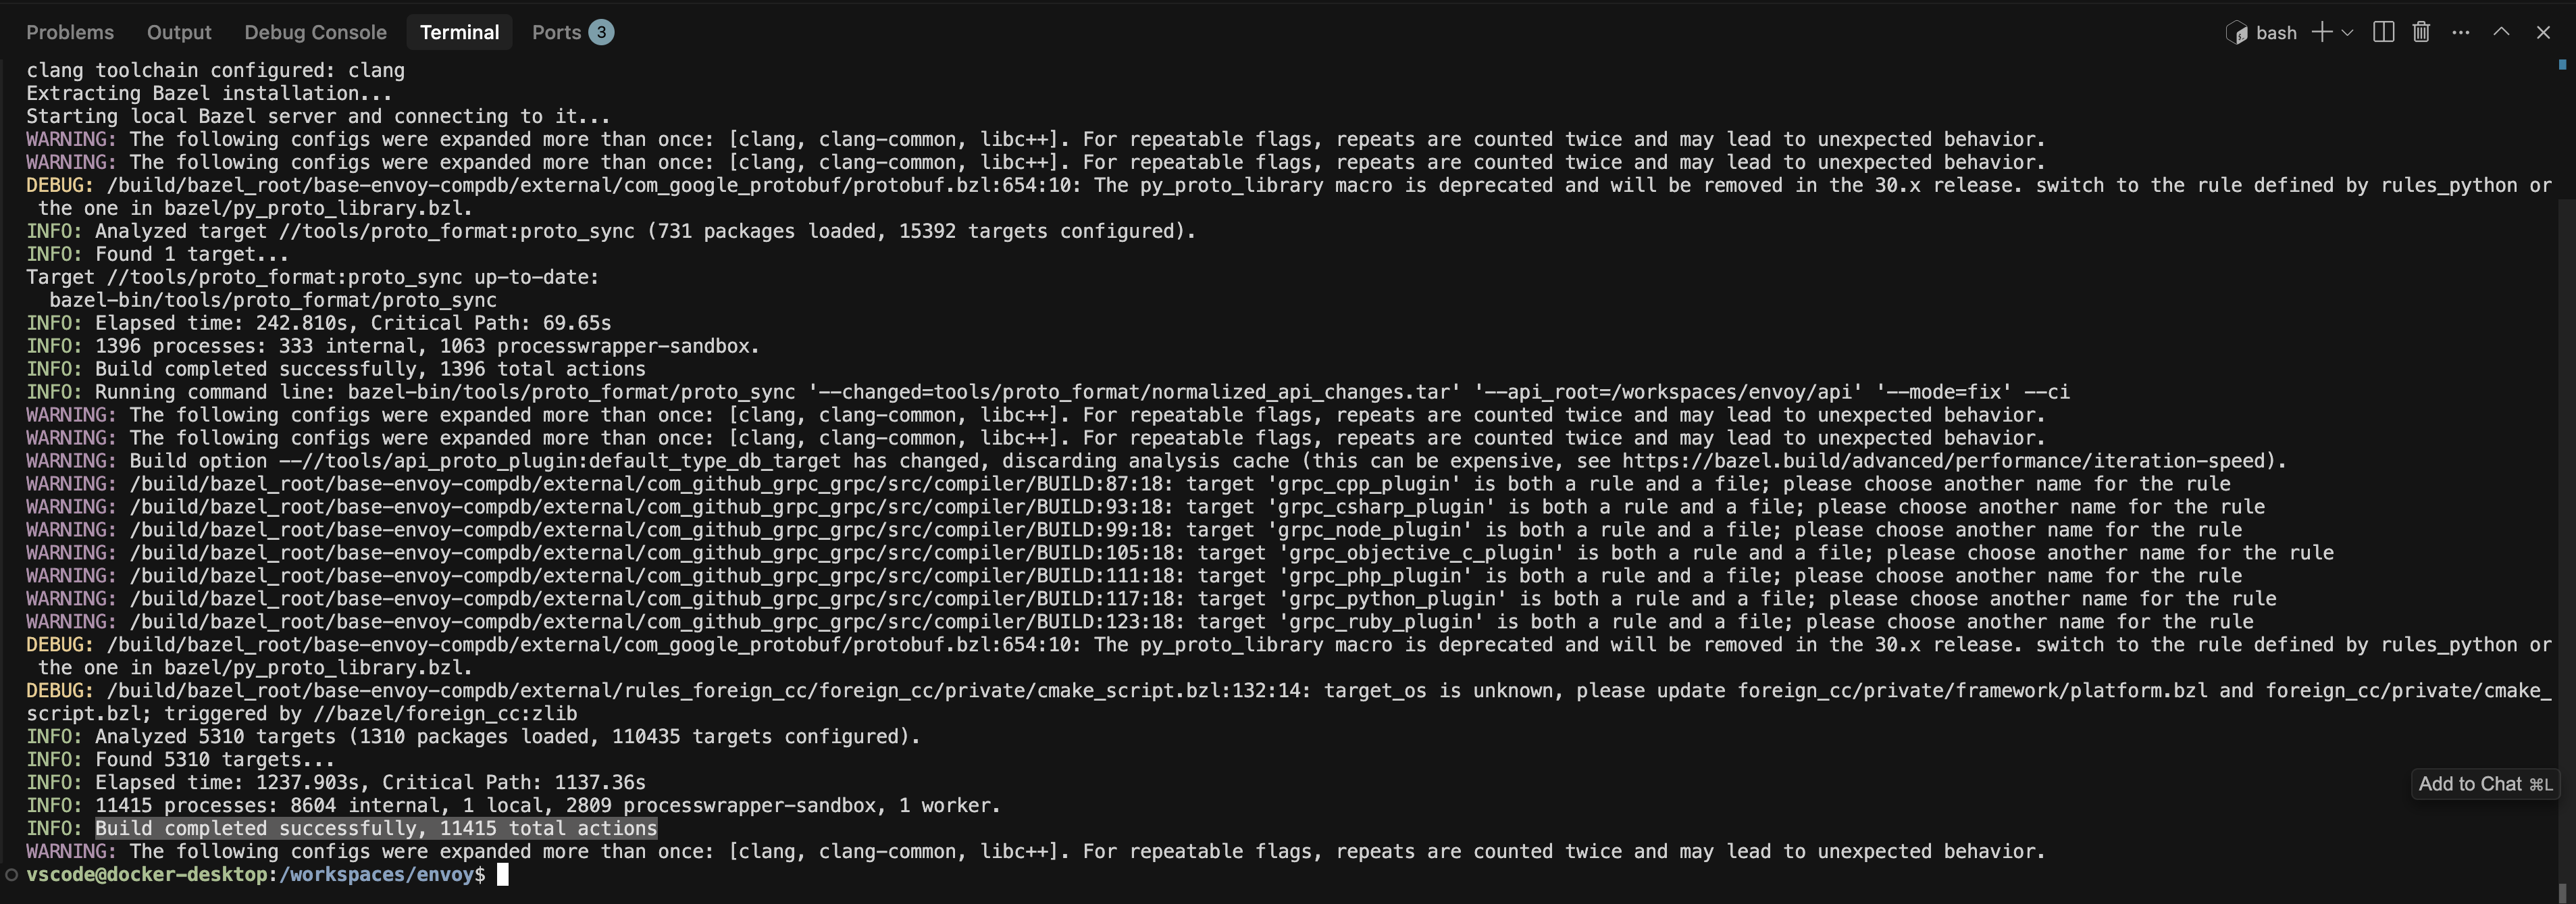 Problems Output Debug Console Terminal Ports 3 bash
clang toolchain configured: clang
Extracting Bazel installation...
Starting local Bazel server and connecting to it...
WARNING: The following configs were expanded more than once: [clang, clang-common, libc++]. For repeatable flags, repeats are counted twice and may lead to unexpected behavior.
WARNING: The following configs were expanded more than once: [clang, clang-common, libc++]. For repeatable flags, repeats are counted twice and may lead to unexpected behavior.
DEBUG: /build/bazel_root/base-envoy-compdb/external/com_google_protobuf/protobuf.bzl:654:10: The py_proto_library macro is deprecated and will be removed in the 30.x release. switch to the rule defined by rules_python or
the one in bazel/py_proto_library.bzl.
INFO: Analyzed target //tools/proto_format:proto_sync (731 packages loaded, 15392 targets configured).
INFO: Found 1 target...
Target //tools/proto_format:proto_sync up-to-date:
bazel-bin/tools/proto_format/proto_sync
INFO: Elapsed time: 242.810s, Critical Path: 69.65s
INFO: 1396 processes: 333 internal, 1063 processwrapper-sandbox.
INFO: Build completed successfully, 1396 total actions
INFO: Running command line: bazel-bin/tools/proto_format/proto_sync '--changed=tools/proto_format/normalized_api_changes.tar' '--api_root=/workspaces/envoy/api' '--mode=fix' --ci
WARNING: The following configs were expanded more than once: [clang, clang-common, libc++]. For repeatable flags, repeats are counted twice and may lead to unexpected behavior.
WARNING: The following configs were expanded more than once: [clang, clang-common, libc++]. For repeatable flags, repeats are counted twice and may lead to unexpected behavior.
WARNING: Build option --//tools/api_proto_plugin:default_type_db_target has changed, discarding analysis cache (this can be expensive, see https://bazel.build/advanced/performance/iteration-speed).
WARNING: /build/bazel_root/base-envoy-compdb/external/com_github_grpc_grpc/src/compiler/BUILD:87:18: target 'grpc_cpp_plugin' is both a rule and a file; please choose another name for the rule
WARNING: /build/bazel_root/base-envoy-compdb/external/com_github_grpc_grpc/src/compiler/BUILD:93:18: target 'grpc_csharp_plugin' is both a rule and a file; please choose another name for the rule
WARNING: /build/bazel_root/base-envoy-compdb/external/com_github_grpc_grpc/src/compiler/BUILD:99:18: target 'grpc_node_plugin' is both a rule and a file; please choose another name for the rule
WARNING: /build/bazel_root/base-envoy-compdb/external/com_github_grpc_grpc/src/compiler/BUILD:105:18: target 'grpc_objective_c_plugin' is both a rule and a file; please choose another name for the rule
WARNING: /build/bazel_root/base-envoy-compdb/external/com_github_grpc_grpc/src/compiler/BUILD:111:18: target 'grpc_php_plugin' is both a rule and a file; please choose another name for the rule
WARNING: /build/bazel_root/base-envoy-compdb/external/com_github_grpc_grpc/src/compiler/BUILD:117:18: target 'grpc_python_plugin' is both a rule and a file; please choose another name for the rule
WARNING: /build/bazel_root/base-envoy-compdb/external/com_github_grpc_grpc/src/compiler/BUILD:123:18: target 'grpc_ruby_plugin' is both a rule and a file; please choose another name for the rule
DEBUG: /build/bazel_root/base-envoy-compdb/external/com_google_protobuf/protobuf.bzl:654:10: The py_proto_library macro is deprecated and will be removed in the 30.x release. switch to the rule defined by rules_python or
the one in bazel/py_proto_library.bzl.
DEBUG: /build/bazel_root/base-envoy-compdb/external/rules_foreign_cc/foreign_cc/private/cmake_script.bzl:132:14: target_os is unknown, please update foreign_cc/private/framework/platform.bzl and foreign_cc/private/cmake_
script.bzl; triggered by //bazel/foreign_cc:zlib
INFO: Analyzed 5310 targets (1310 packages loaded, 110435 targets configured).
INFO: Found 5310 targets...
INFO: Elapsed time: 1237.903s, Critical Path: 1137.36s
Add to Chat ⌘L
INFO: 11415 processes: 8604 internal, 1 local, 2809 processwrapper-sandbox, 1 worker.
INFO: Build completed successfully, 11415 total actions
WARNING: The following configs were expanded more than once: [clang, clang-common, libc++]. For repeatable flags, repeats are counted twice and may lead to unexpected behavior.
vscode@docker-desktop:/workspaces/envoy$